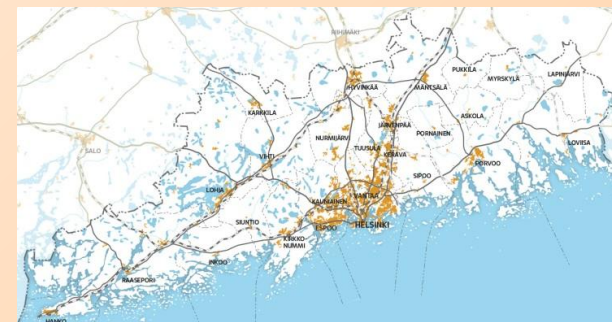 RIIHIMÄKI
PUKKILA
LAPINJÄRVI
MYRSKYLÄ
HYVINKÄÄ
MÄNTSÄLÄ
KARKKILA
ASKOLA
JÄRVENPÄÄ
PORNAINEN
NURMIJÄRVI
LOVIISA
TUUSULA
SALO
VIHTI
KERAVA
PORVOO
SIPOO
LOHJA
VANTAA
KAUNIAINEN
SIUNTIO
ESPOO
HELSINKI
KIRKKO-
NUMMI
INKOO
RAASEPORI
HANKO